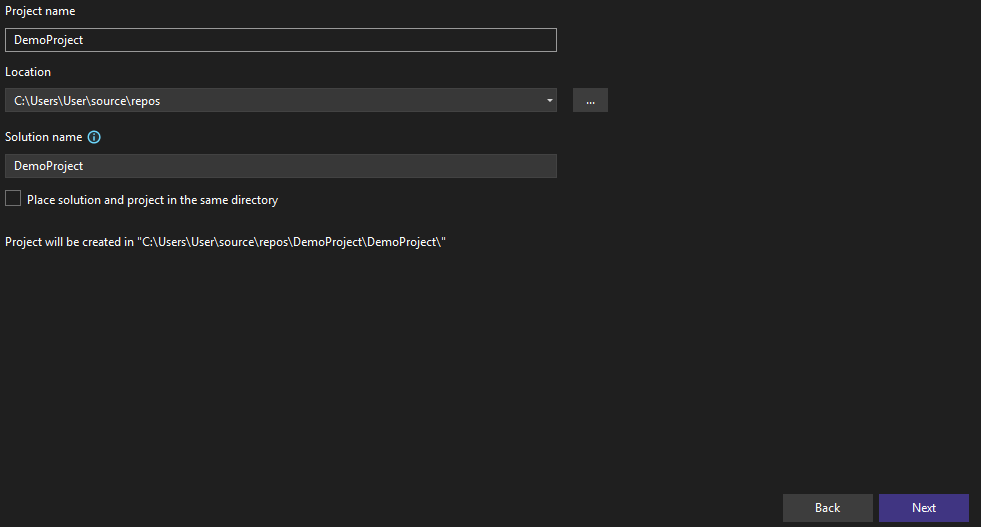 Project name
DemoProject
Location
C:\Users\User\source\repos
...
Solution name
DemoProject
Place solution and project in the same directory
Project will be created in "C:\Users\User\source\repos\DemoProject\DemoProject\"
Back
Next